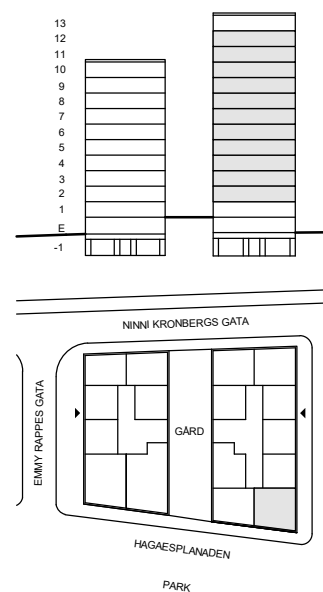 13
12
11
10
9
8
7
6
5
4
3
2
1
E
-1
NINNI KRONBERGS GATA
EMMY RAPPES GATA
GÅRD
HAGAESPLANADEN
PARK